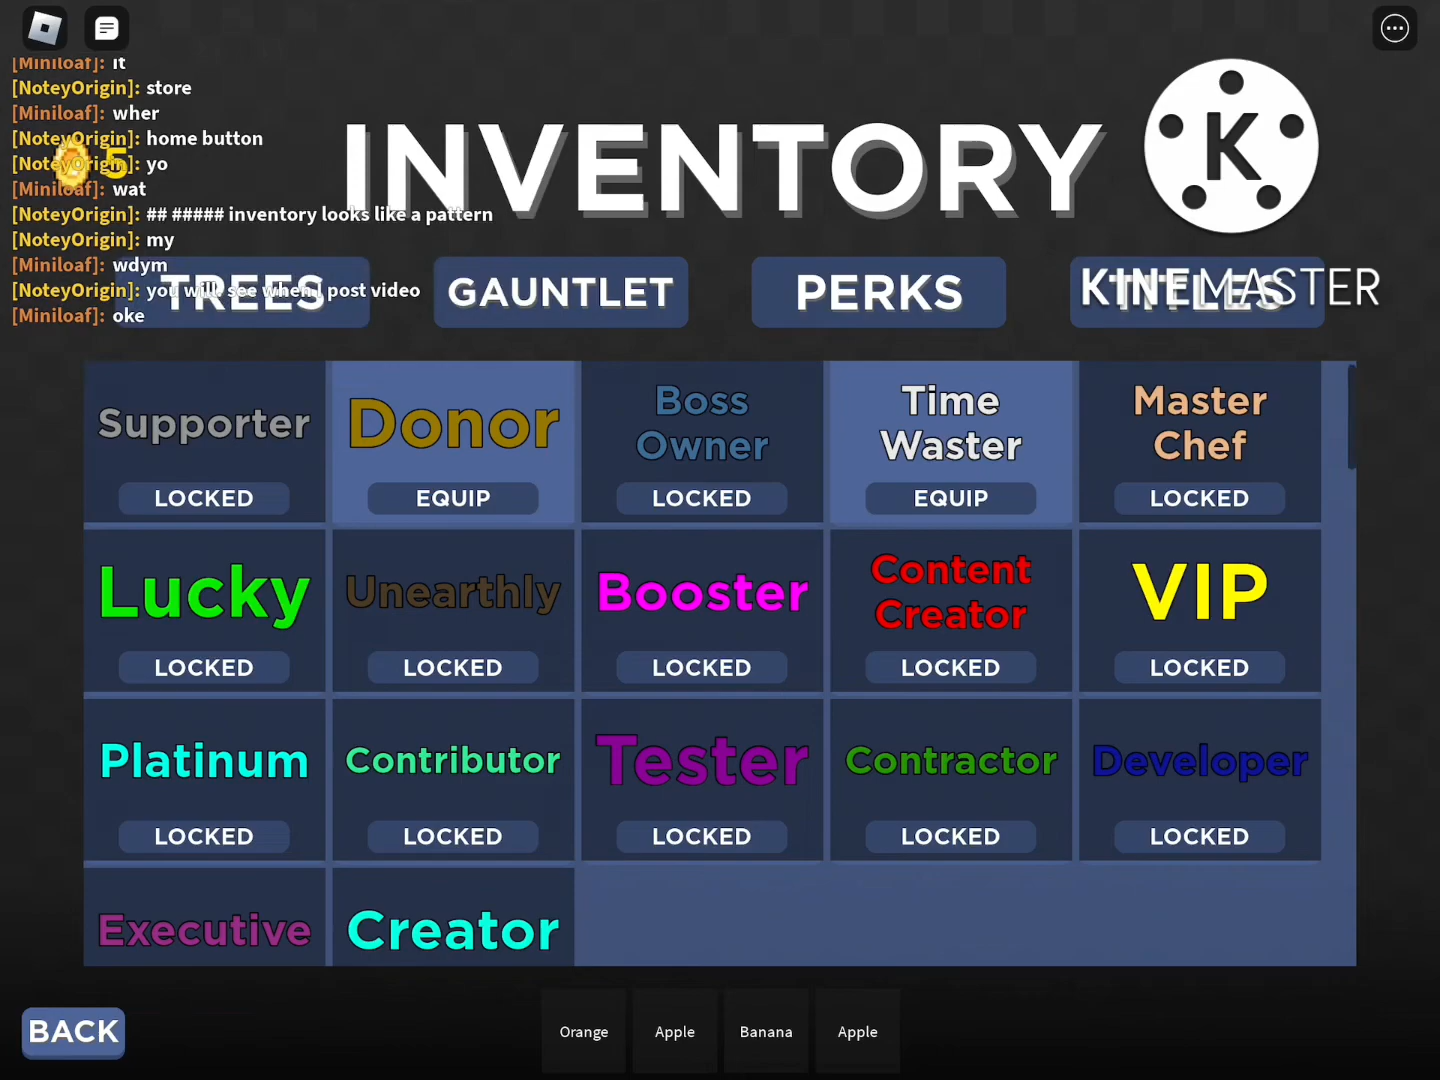 [Miniloaf]: it
[NoteyOrigin]: store
[Miniloaf]: wher
[NoteyOrigin]: home button
[NoteyOrigin]: yo
[Miniloaf]: wat
[NoteyOrigin]: ## ##### inventory looks like a pattern
[NoteyOrigin]: my
[Miniloaf]: wdym
[NoteyOrigin]: you will see when I post video
[Miniloaf]: oke
5
INVENTORY
K
KINEMASTER
TREES GAUNTLET PERKS TITLES
Supporter Donor Boss Owner Time Waster Master Chef
LOCKED EQUIP LOCKED EQUIP LOCKED
Lucky Unearthly Booster Content Creator VIP
LOCKED LOCKED LOCKED LOCKED LOCKED
Platinum Contributor Tester Contractor Developer
LOCKED LOCKED LOCKED LOCKED LOCKED
Executive Creator
BACK
Orange Apple Banana Apple